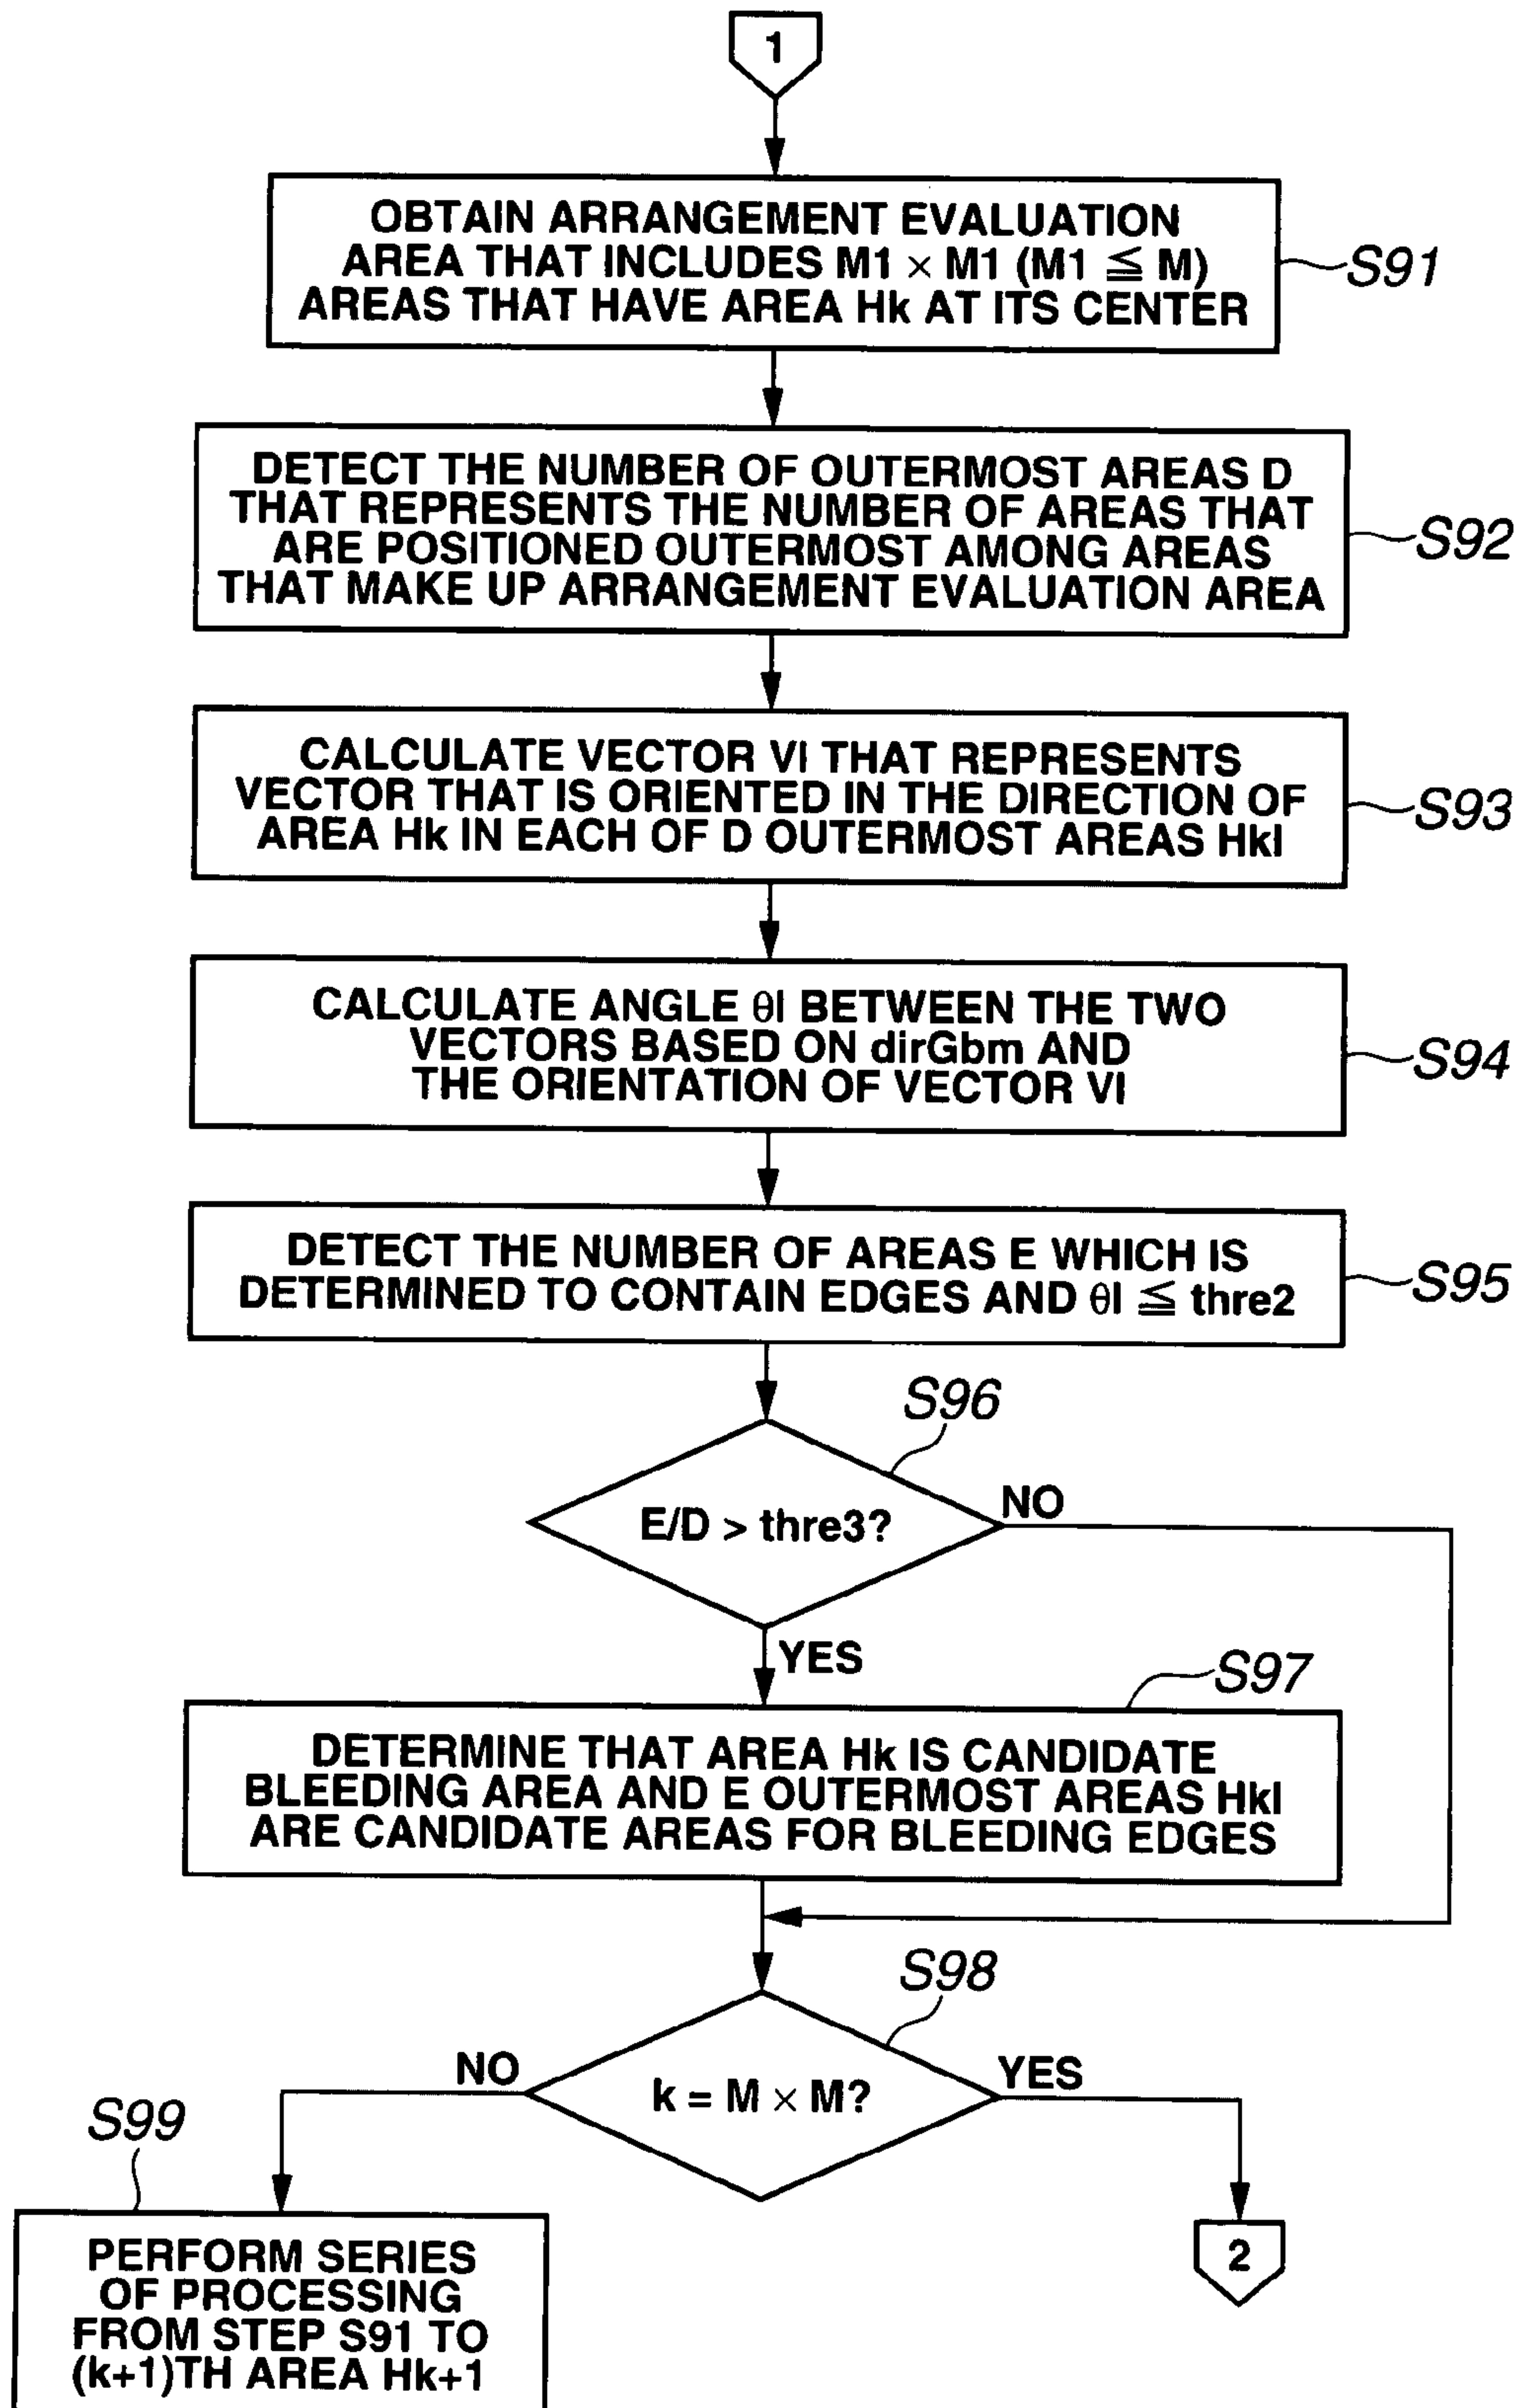 1
OBTAIN ARRANGEMENT EVALUATION
AREA THAT INCLUDES M1 × M1 (M1 ≦ M)
AREAS THAT HAVE AREA Hk AT ITS CENTER
S91
DETECT THE NUMBER OF OUTERMOST AREAS D
THAT REPRESENTS THE NUMBER OF AREAS THAT
ARE POSITIONED OUTERMOST AMONG AREAS
THAT MAKE UP ARRANGEMENT EVALUATION AREA
S92
CALCULATE VECTOR Vl THAT REPRESENTS
VECTOR THAT IS ORIENTED IN THE DIRECTION OF
AREA Hk IN EACH OF D OUTERMOST AREAS Hkl
S93
CALCULATE ANGLE θl BETWEEN THE TWO
VECTORS BASED ON dirGbm AND
THE ORIENTATION OF VECTOR Vl
S94
DETECT THE NUMBER OF AREAS E WHICH IS
DETERMINED TO CONTAIN EDGES AND θl ≦ thre2
S95
S96
E/D > thre3?
NO
YES
S97
DETERMINE THAT AREA Hk IS CANDIDATE
BLEEDING AREA AND E OUTERMOST AREAS Hkl
ARE CANDIDATE AREAS FOR BLEEDING EDGES
S98
k = M × M?
NO
YES
S99
PERFORM SERIES
OF PROCESSING
FROM STEP S91 TO
(k+1)TH AREA Hk+1
2